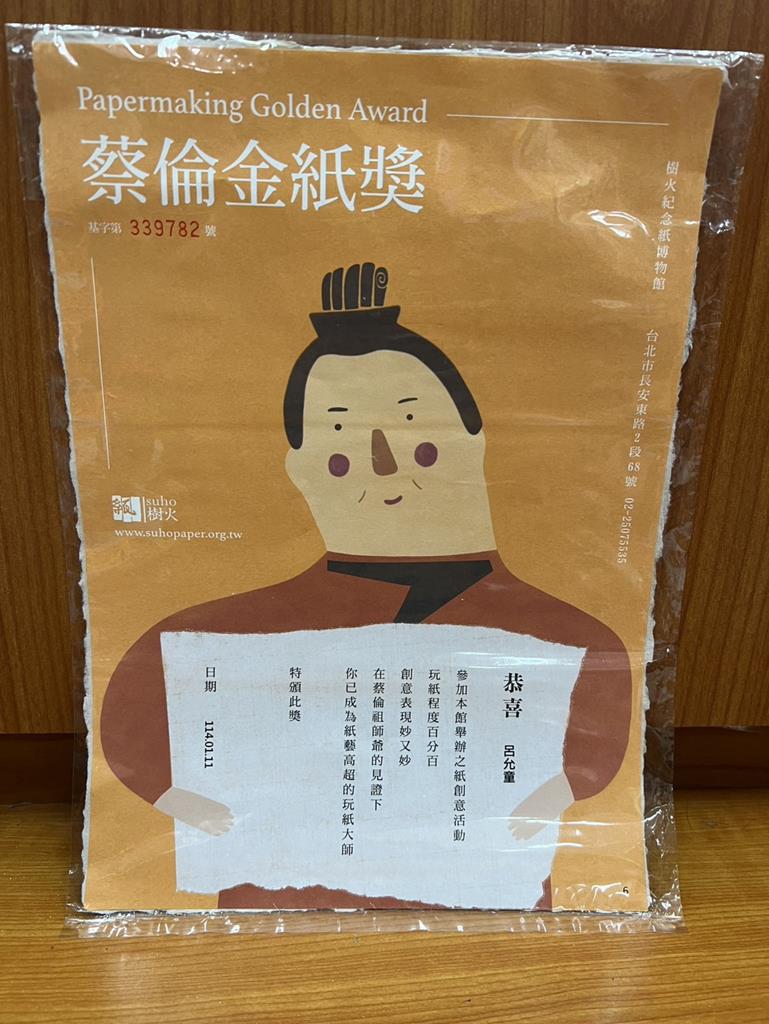 Papermaking Golden Award
蔡倫金紙獎
基字第 339782 號
樹火紀念紙博物館
台北市長安東路2段68號 02-25075535
紙 suho
樹火
www.suhopaper.org.tw
恭喜 呂允童
參加本館舉辦之紙創意活動
玩紙程度百分百
創意表現妙又妙
在蔡倫祖師爺的見證下
你已成為紙藝高超的玩紙大師
特頒此獎
日期 114.01.11
6